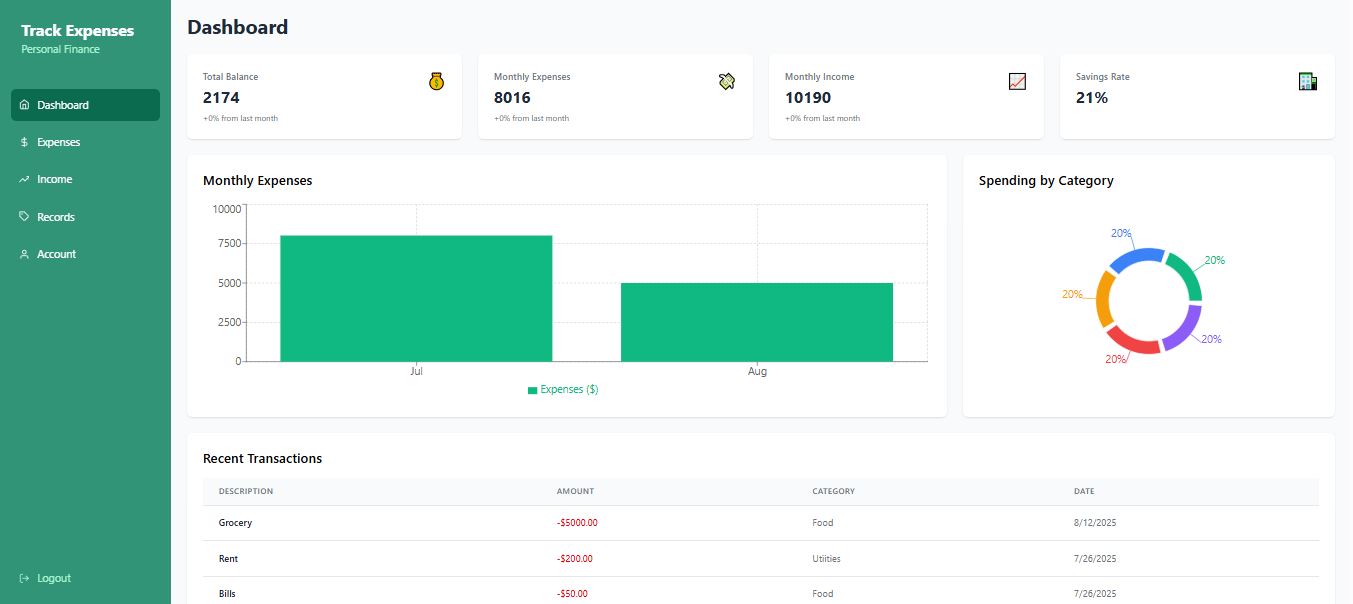 Track Expenses
Personal Finance
Dashboard
Expenses
Income
Records
Account
Logout
Dashboard
Total Balance
2174
+0% from last month
Monthly Expenses
8016
+0% from last month
Monthly Income
10190
+0% from last month
Savings Rate
21%
Monthly Expenses
10000
7500
5000
2500
0
Jul
Aug
Expenses ($)
Spending by Category
20%
20%
20%
20%
20%
Recent Transactions
DESCRIPTION AMOUNT CATEGORY DATE
Grocery -$5000.00 Food 8/12/2025
Rent -$200.00 Utiities 7/26/2025
Bills -$50.00 Food 7/26/2025